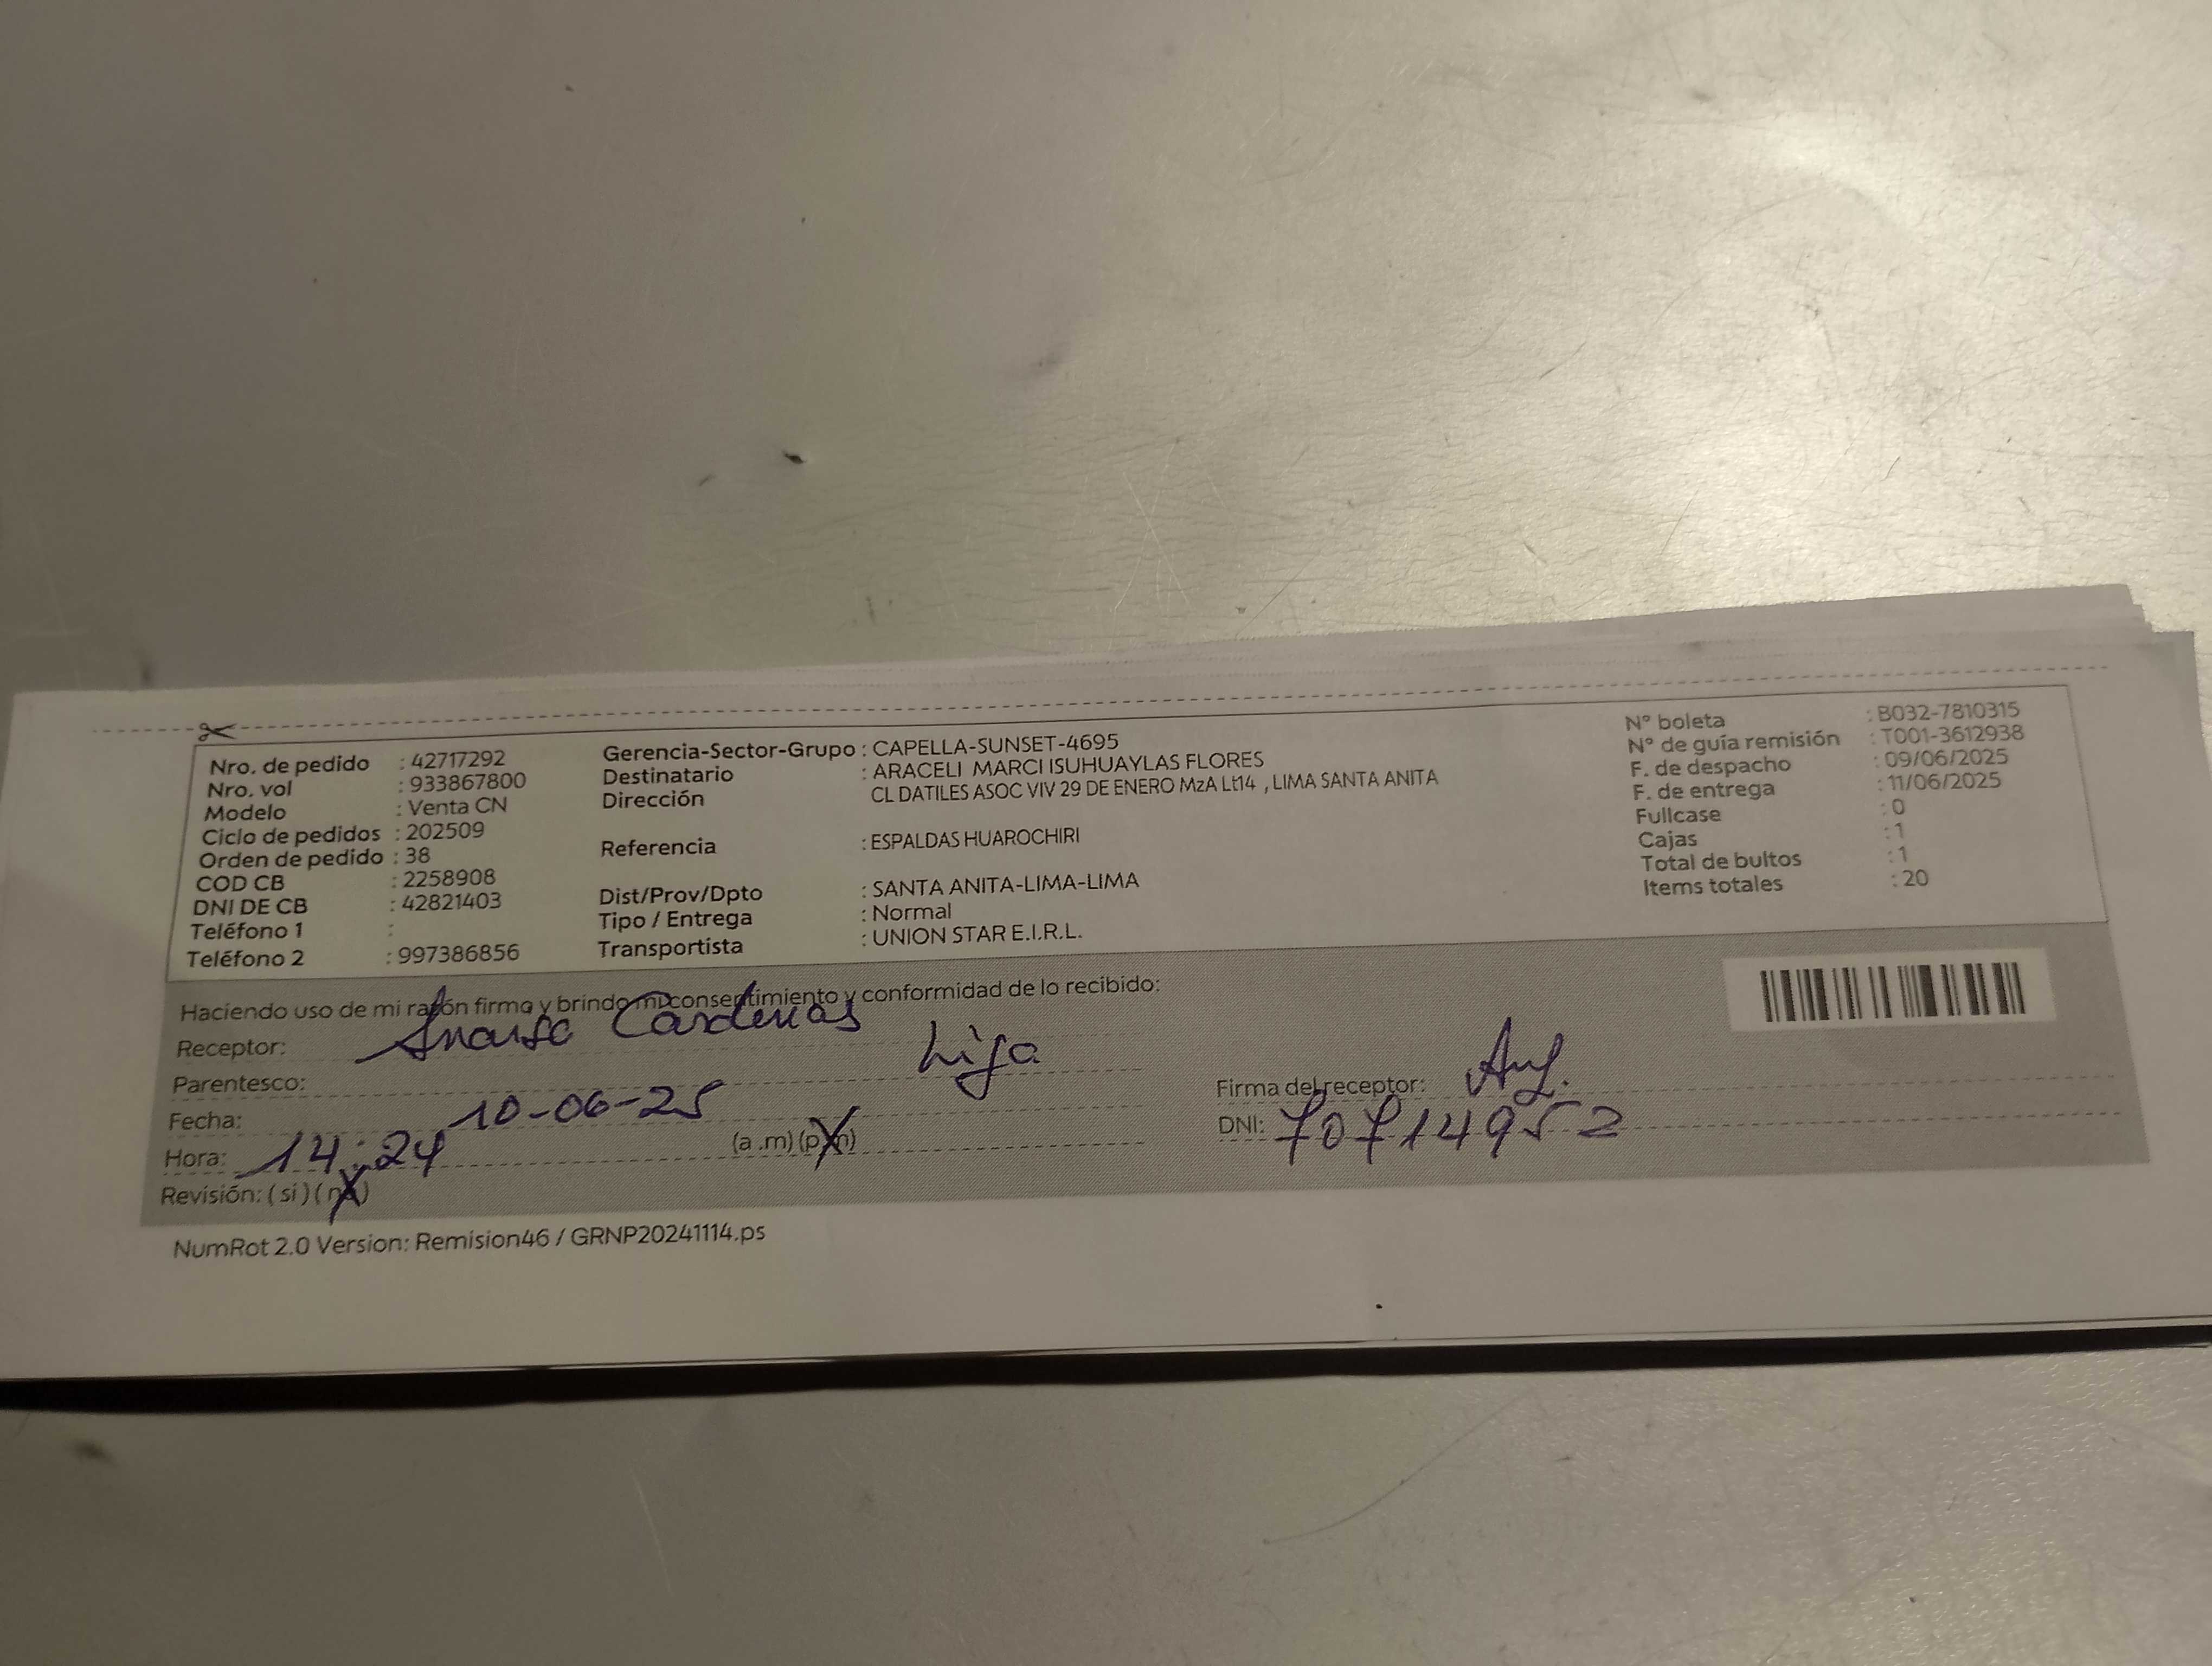 Nro. de pedido : 42717292
Nro. vol : 933867800
Modelo : Venta CN
Ciclo de pedidos : 202509
Orden de pedido : 38
COD CB : 2258908
DNI DE CB : 42821403
Teléfono 1 :
Teléfono 2 : 997386856
Gerencia-Sector-Grupo : CAPELLA-SUNSET-4695
Destinatario : ARACELI MARCI ISUHUAYLAS FLORES
Dirección CL DATILES ASOC VIV 29 DE ENERO MzA Lt14 , LIMA SANTA ANITA
Referencia : ESPALDAS HUAROCHIRI
Dist/Prov/Dpto : SANTA ANITA-LIMA-LIMA
Tipo / Entrega : Normal
Transportista : UNION STAR E.I.R.L.
N° boleta : B032-7810315
N° de guía remisión : T001-3612938
F. de despacho : 09/06/2025
F. de entrega : 11/06/2025
Fullcase : 0
Cajas : 1
Total de bultos : 1
Items totales : 20
Haciendo uso de mi razón firmo y brindo mi consentimiento y conformidad de lo recibido:
Receptor: Cardenas
Parentesco: hija
Fecha: 10-06-25
Hora: 14:24 (a .m) (p.m)
Revisión: ( si ) ( no )
Firma del receptor:
DNI: 70714952
NumRot 2.0 Version: Remision46 / GRNP20241114.ps